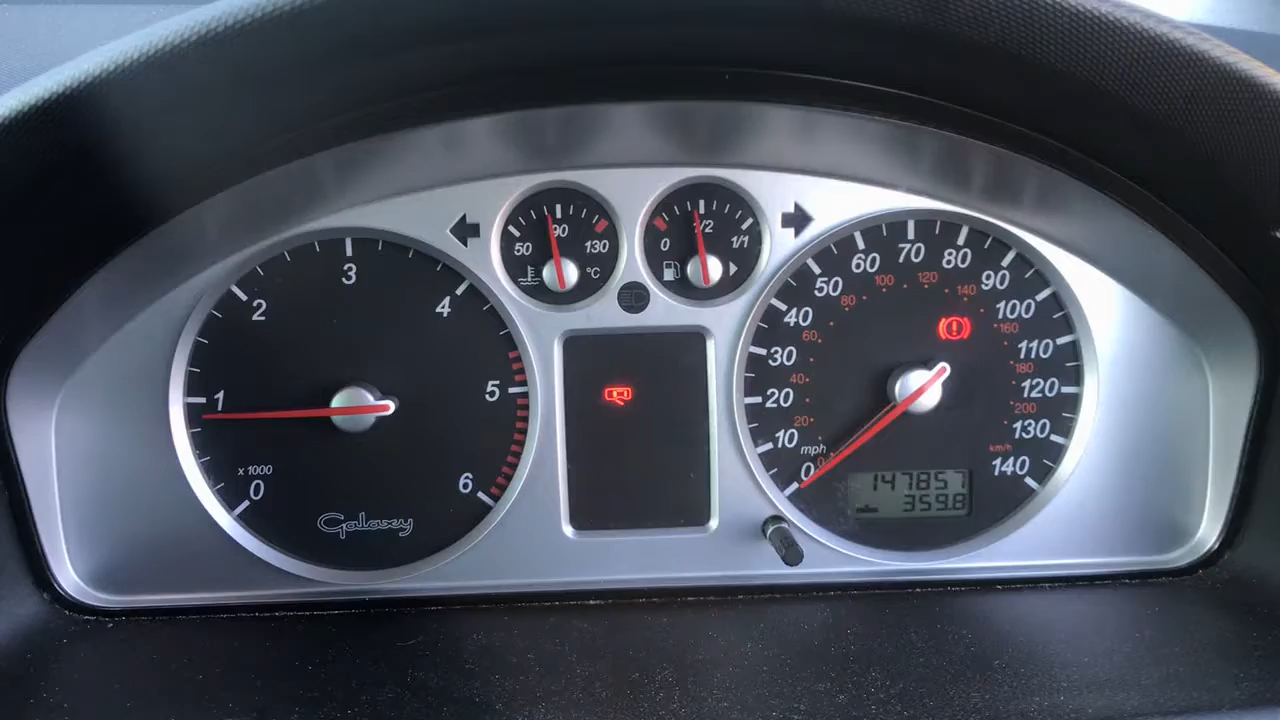 50 90 130
°C
0 1/2 1/1
0 1 2 3 4 5 6
x 1000
Galaxy
0 10 20 30 40 50 60 70 80 90 100 110 120 130 140
mph
0 20 40 60 80 100 120 140 160 180 200
km/h
147857
359.8